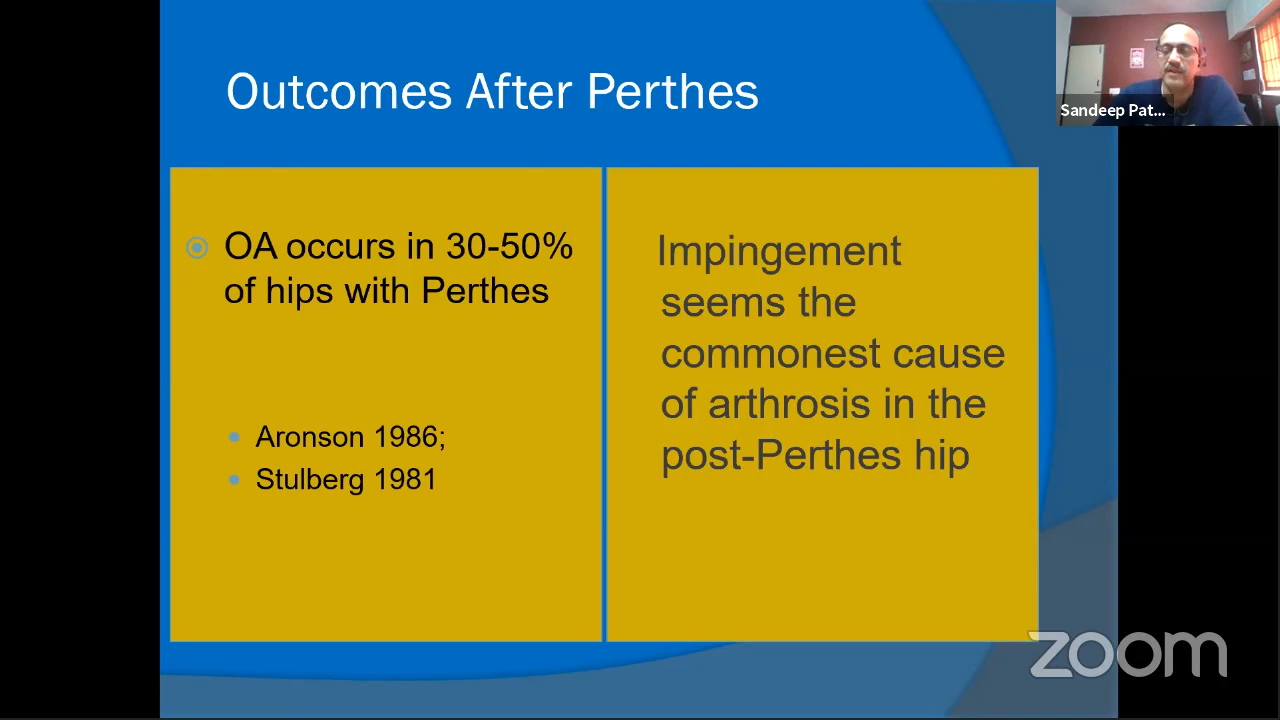 Outcomes After Perthes
Sandeep Pat...
OA occurs in 30-50%
of hips with Perthes
Aronson 1986;
Stulberg 1981
Impingement
seems the
commonest cause
of arthrosis in the
post-Perthes hip
zoom